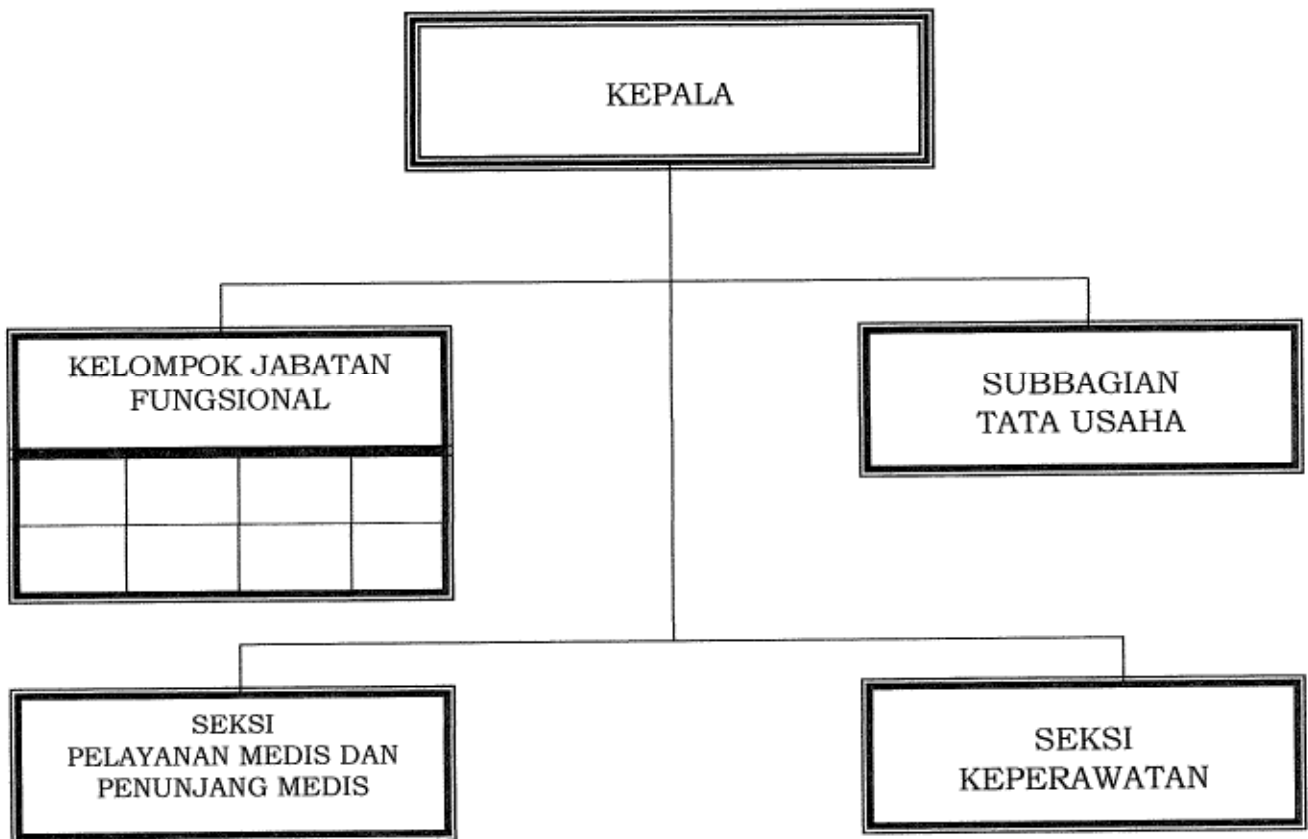 KEPALA
KELOMPOK JABATAN
FUNGSIONAL
SUBBAGIAN
TATA USAHA
SEKSI
PELAYANAN MEDIS DAN
PENUNJANG MEDIS
SEKSI
KEPERAWATAN